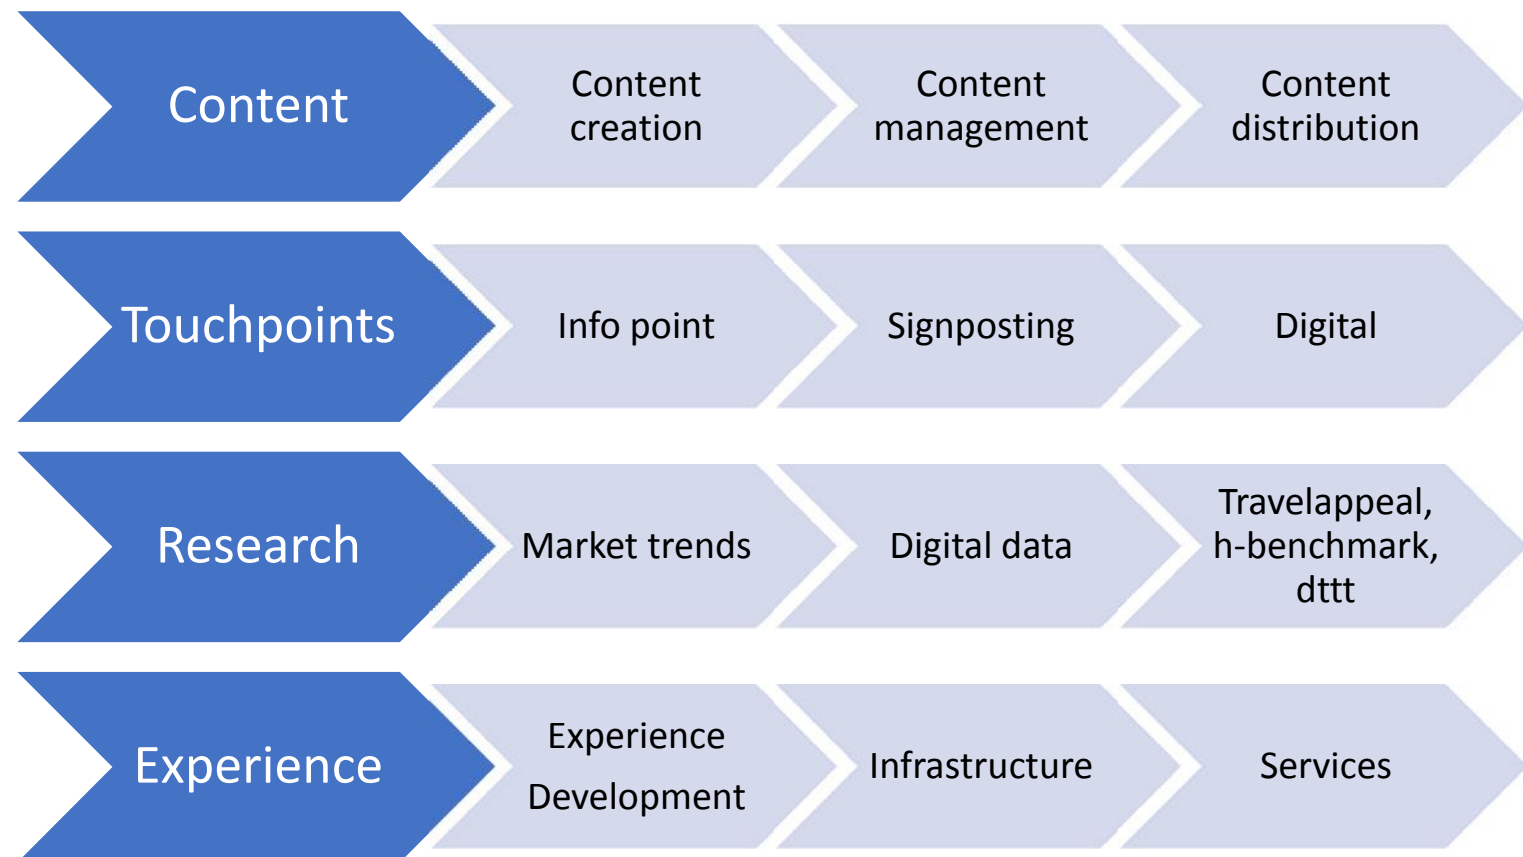 Content
Content
creation
Content
management
Content
distribution
Touchpoints
Info point
Signposting
Digital
Research
Market trends
Digital data
Travelappeal,
h-benchmark,
dttt
Experience
Experience
Development
Infrastructure
Services